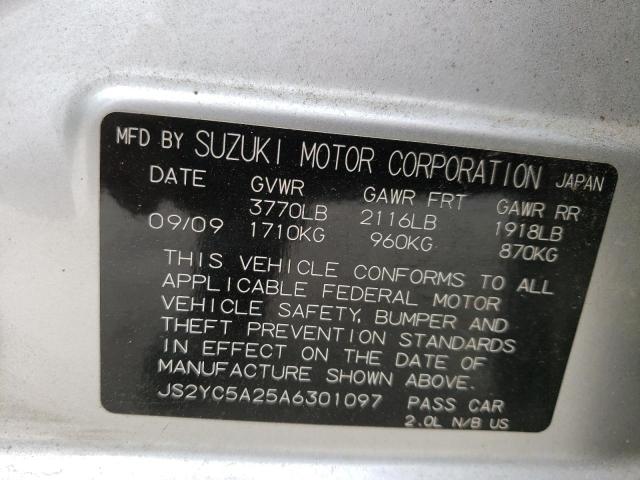 MFD BY SUZUKI MOTOR CORPORATION JAPAN
DATE GVWR GAWR FRT GAWR RR
09/09 3770LB 2116LB 1918LB
1710KG 960KG 870KG
THIS VEHICLE CONFORMS TO ALL
APPLICABLE FEDERAL MOTOR
VEHICLE SAFETY, BUMPER AND
THEFT PREVENTION STANDARDS
IN EFFECT ON THE DATE OF
MANUFACTURE SHOWN ABOVE.
JS2YC5A25A6301097 PASS CAR
2.0L N/B US